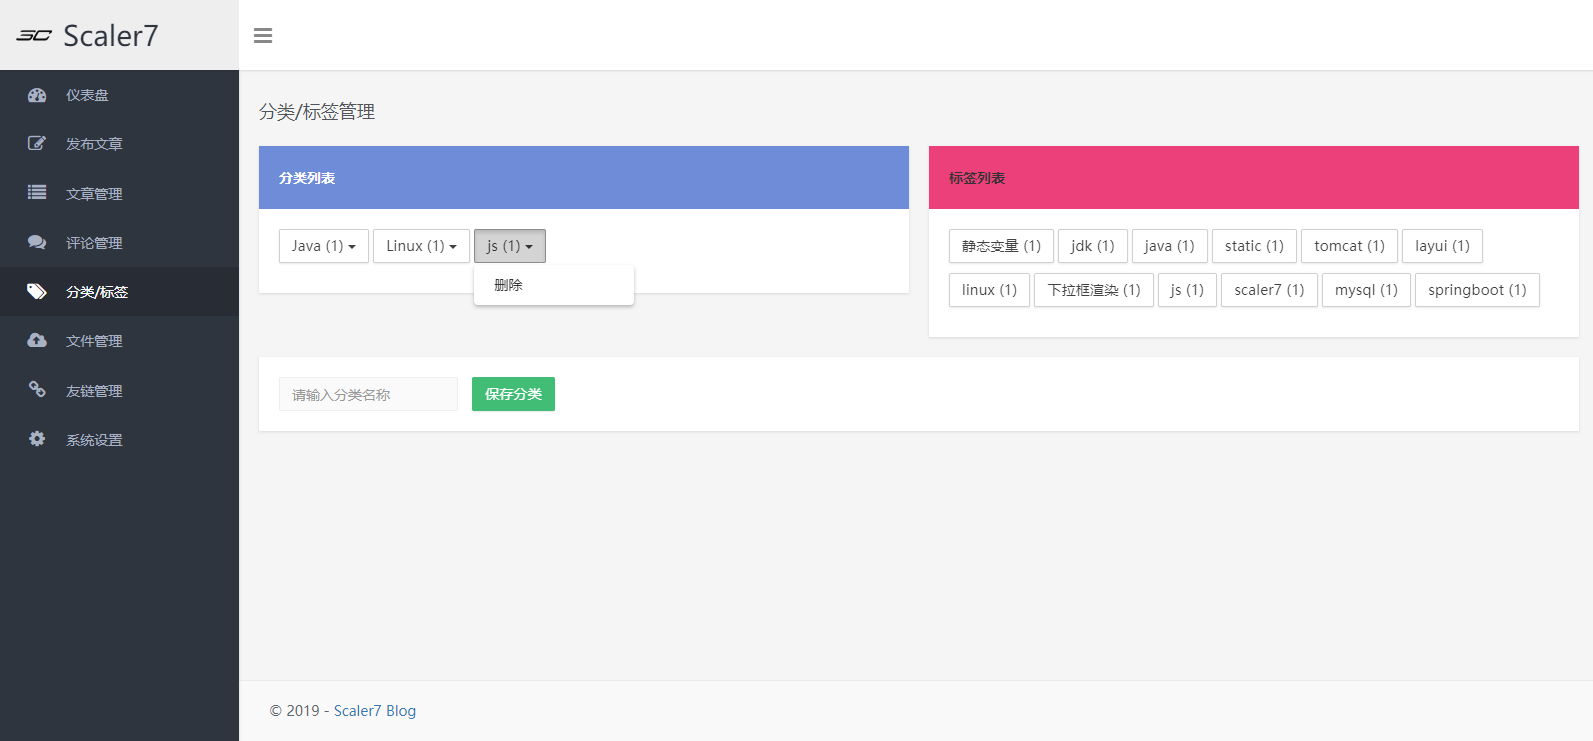 SC Scaler7
仪表盘
发布文章
文章管理
评论管理
分类/标签
文件管理
友链管理
系统设置
分类/标签管理
分类列表
Java (1) Linux (1) js (1)
删除
标签列表
静态变量 (1) jdk (1) java (1) static (1) tomcat (1) layui (1)
linux (1) 下拉框渲染 (1) js (1) scaler7 (1) mysql (1) springboot (1)
请输入分类名称 保存分类
© 2019 - Scaler7 Blog